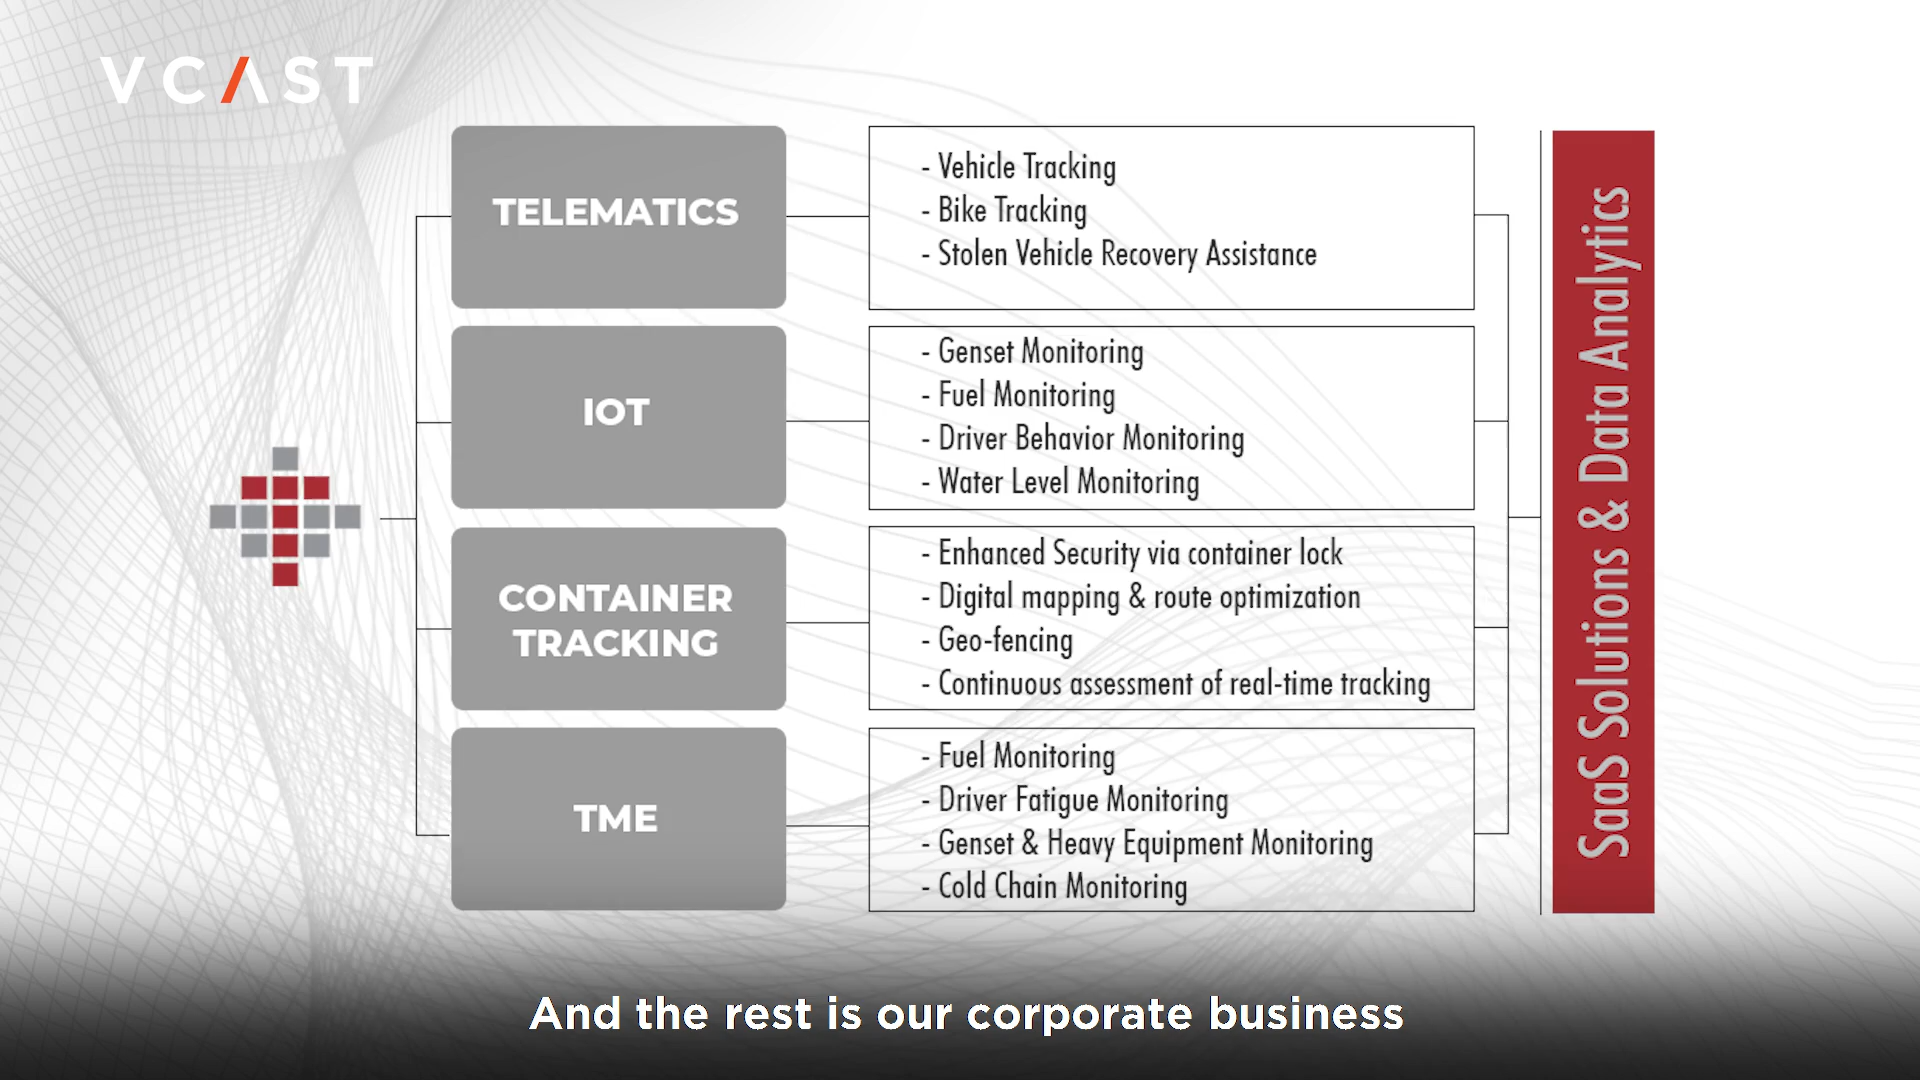 VCAST
TELEMATICS
- Vehicle Tracking
- Bike Tracking
- Stolen Vehicle Recovery Assistance
IOT
- Genset Monitoring
- Fuel Monitoring
- Driver Behavior Monitoring
- Water Level Monitoring
CONTAINER
TRACKING
- Enhanced Security via container lock
- Digital mapping & route optimization
- Geo-fencing
- Continuous assessment of real-time tracking
TME
- Fuel Monitoring
- Driver Fatigue Monitoring
- Genset & Heavy Equipment Monitoring
- Cold Chain Monitoring
SaaS Solutions & Data Analytics
And the rest is our corporate business